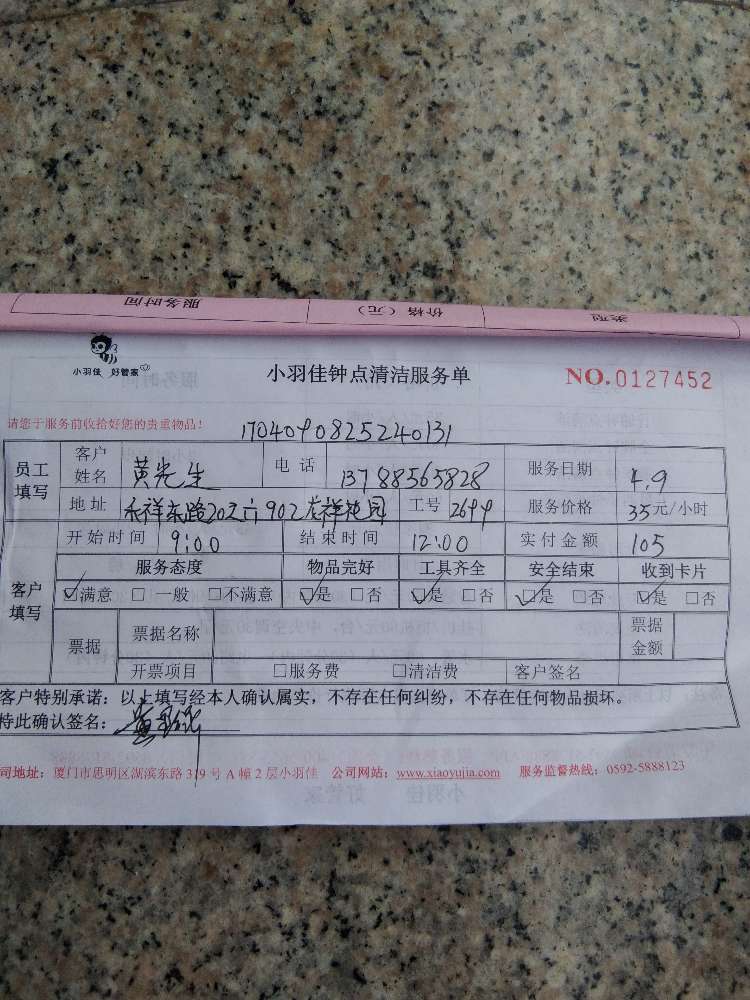 服务时间 价格（元） 类型
小羽佳 好管家
小羽佳钟点清洁服务单 NO.0127452
请您于服务前收拾好您的贵重物品！
1704090825240131
员工填写 客户姓名 黄先生 电话 13788565828 服务日期 4.9
地址 禾祥东路20之六902龙祥花园 工号 2699 服务价格 35元/小时
客户填写 开始时间 9:00 结束时间 12:00 实付金额 105
服务态度 物品完好 工具齐全 安全结束 收到卡片
☑满意 □一般 □不满意 ☑是 □否 ☑是 □否 ☑是 □否 ☑是 □否
票据 票据名称 票据金额
开票项目 □服务费 □清洁费 客户签名
客户特别承诺：以上填写经本人确认属实，不存在任何纠纷，不存在任何物品损坏。
特此确认签名：
司地址：厦门市思明区湖滨东路319号A幢2层小羽佳 公司网站：www.xiaoyujia.com 服务监督热线：0592-5888123